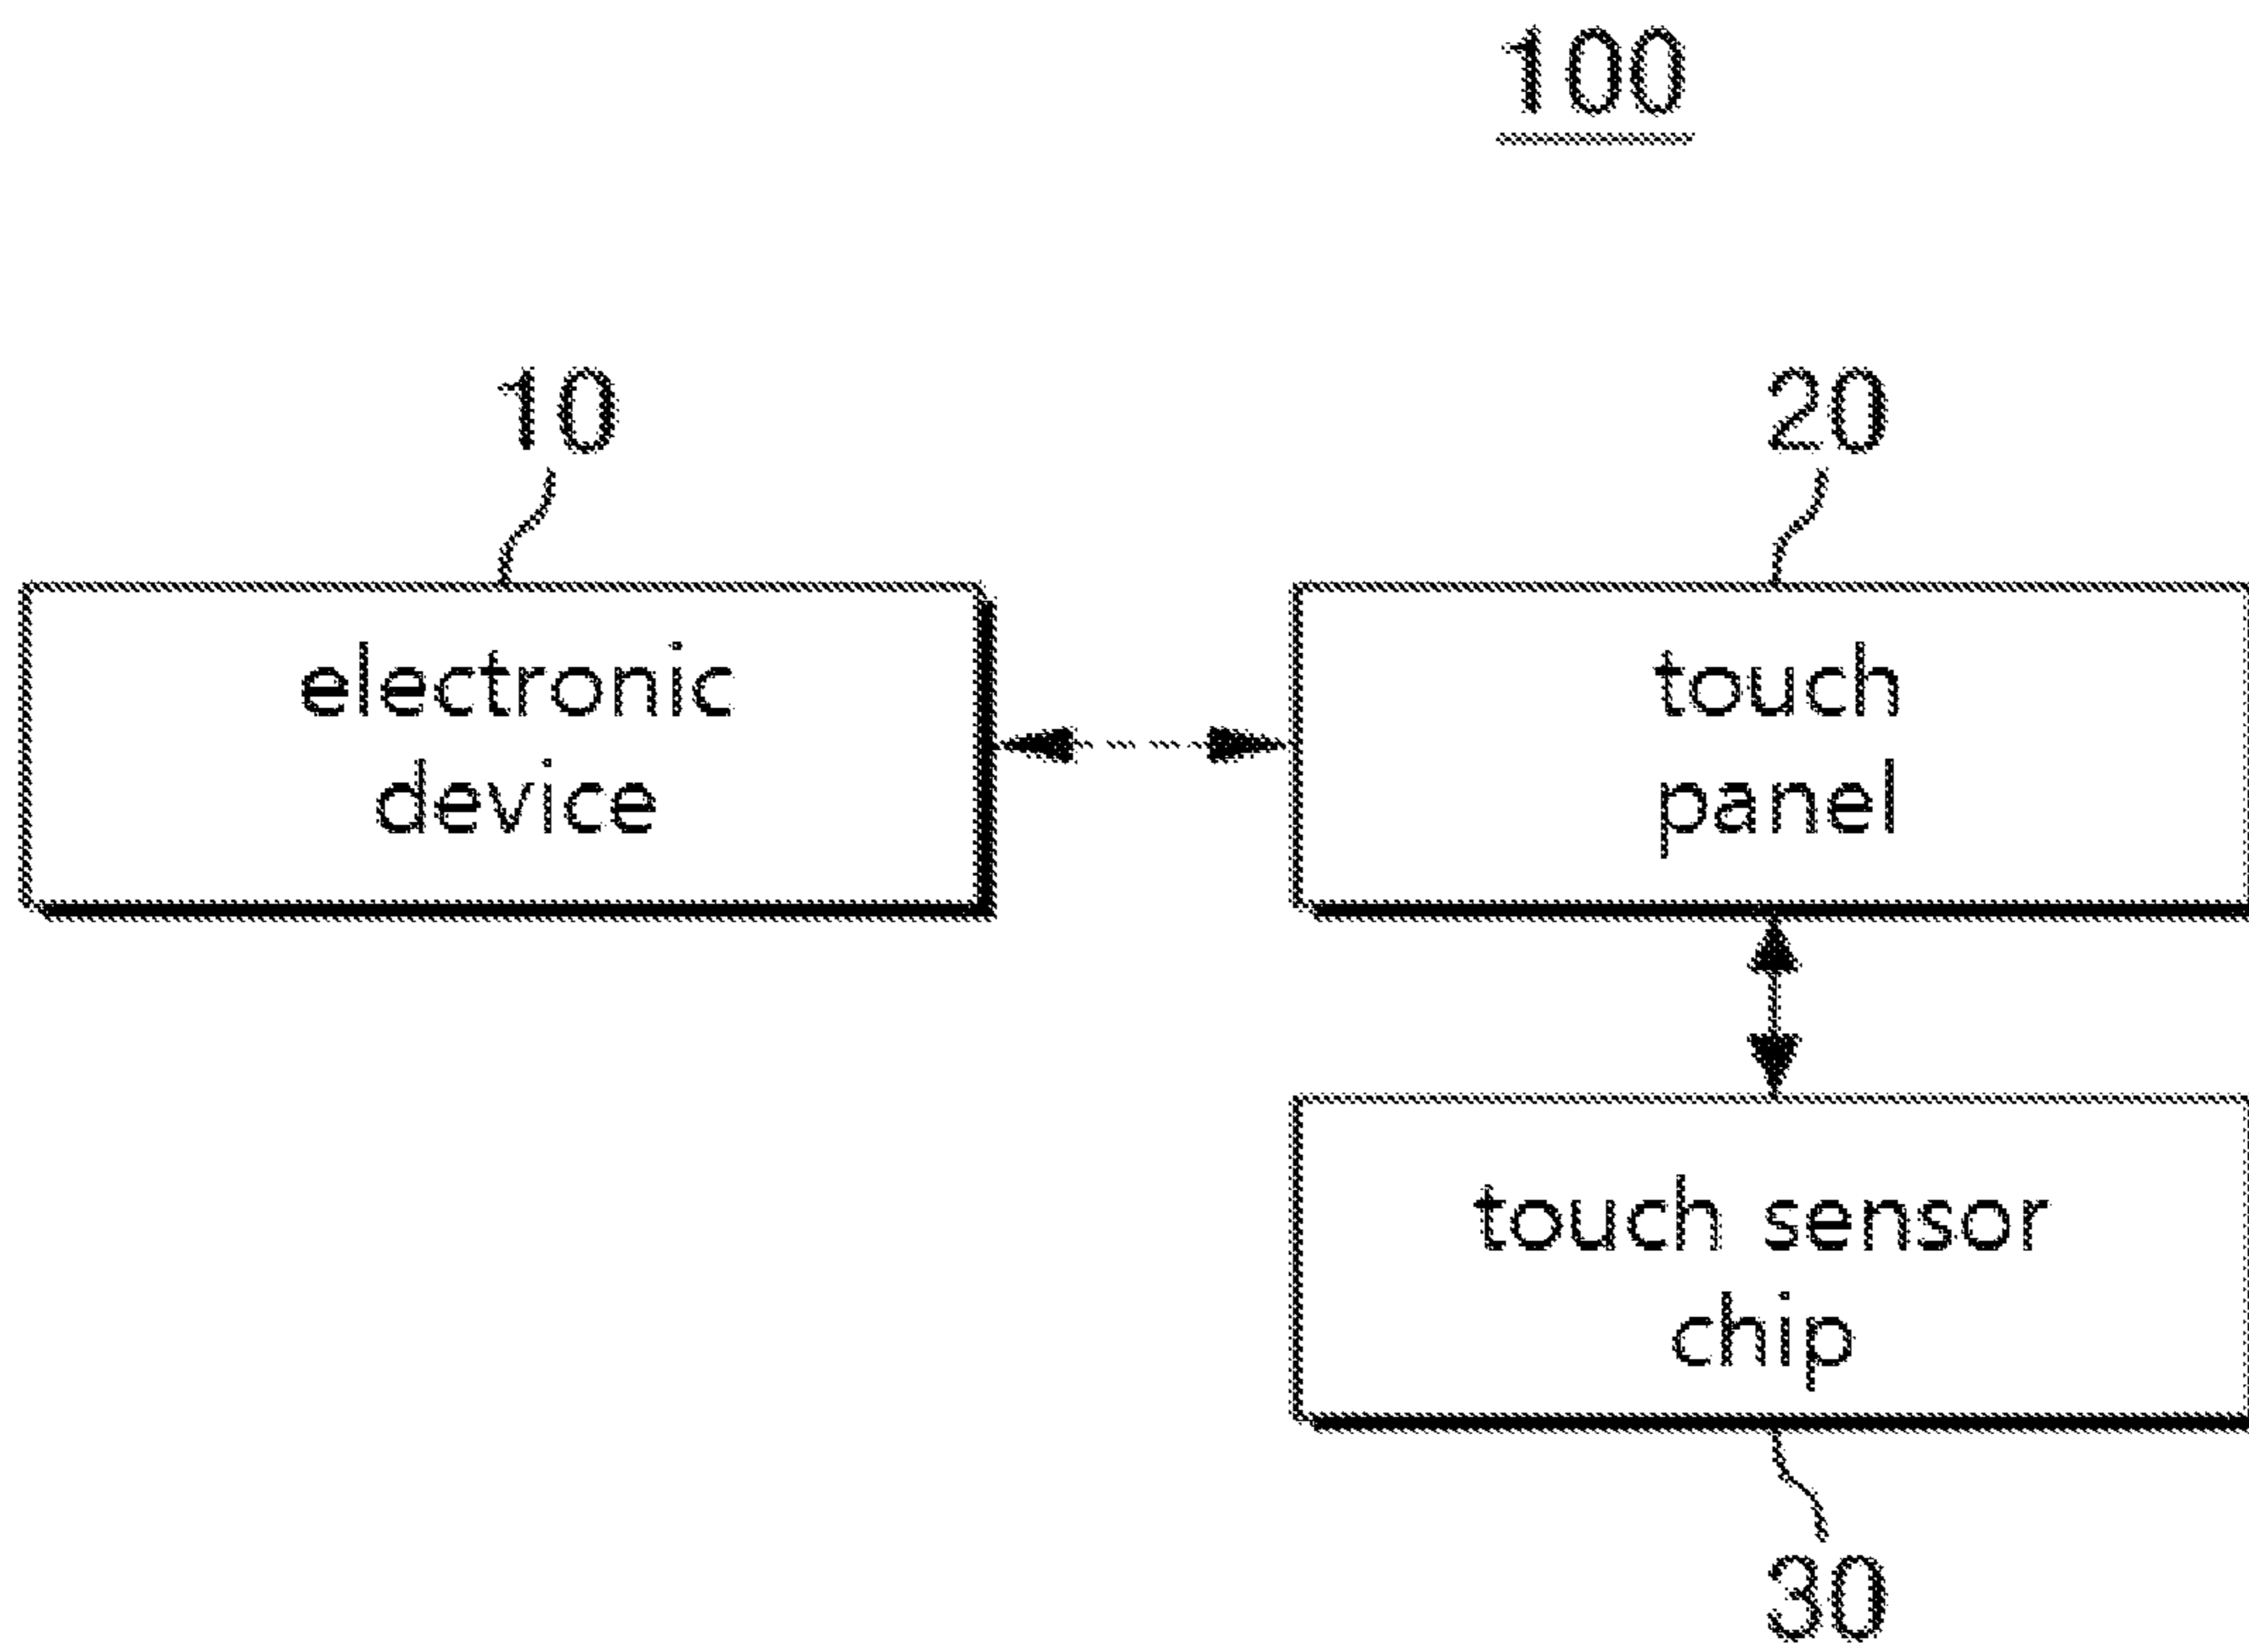 100
10
20
electronic
device
touch
panel
touch sensor
chip
30